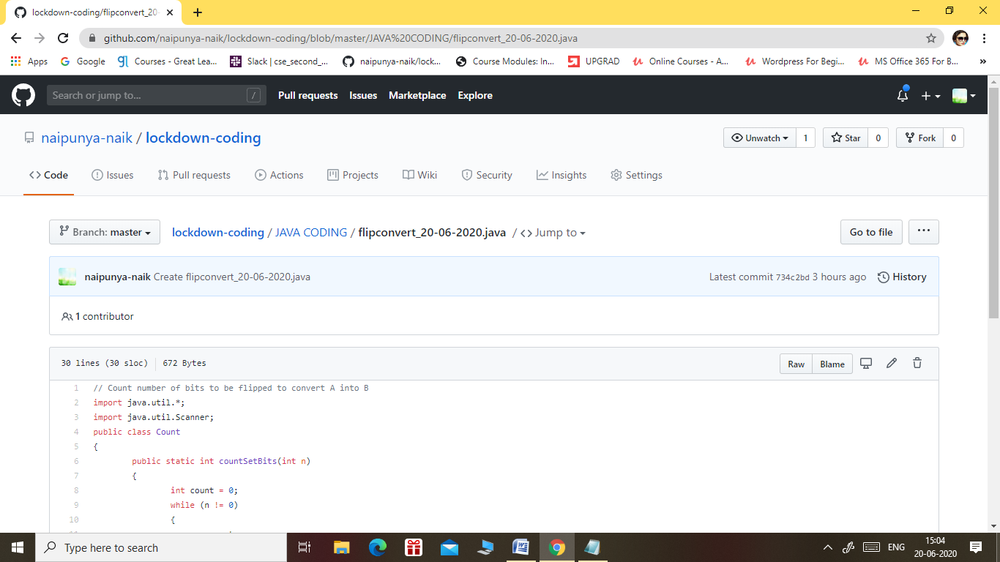 lockdown-coding/flipconvert_20-
github.com/naipunya-naik/lockdown-coding/blob/master/JAVA%20CODING/flipconvert_20-06-2020.java
Apps Google Courses - Great Lea... Slack | cse_second_... naipunya-naik/lock... Course Modules: In... UPGRAD Online Courses - A... Wordpress For Begi... MS Office 365 For B... »
Search or jump to... / Pull requests Issues Marketplace Explore
naipunya-naik / lockdown-coding Unwatch 1 Star 0 Fork 0
Code Issues Pull requests Actions Projects Wiki Security Insights Settings
Branch: master lockdown-coding / JAVA CODING / flipconvert_20-06-2020.java / <> Jump to Go to file ...
naipunya-naik Create flipconvert_20-06-2020.java Latest commit 734c2bd 3 hours ago History
1 contributor
30 lines (30 sloc) 672 Bytes Raw Blame
1 // Count number of bits to be flipped to convert A into B
2 import java.util.*;
3 import java.util.Scanner;
4 public class Count
5 {
6 public static int countSetBits(int n)
7 {
8 int count = 0;
9 while (n != 0)
10 {
Type here to search ENG 15:04
20-06-2020